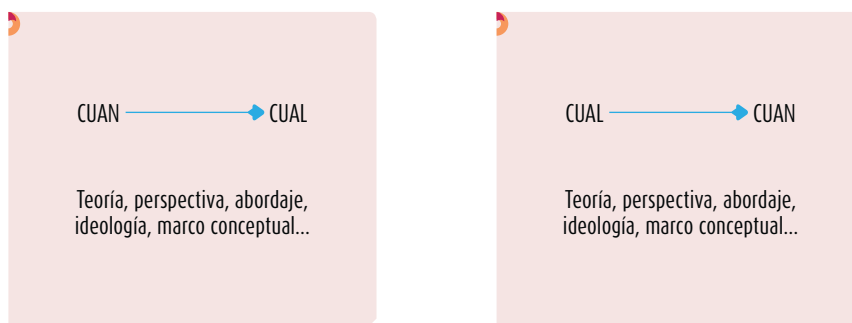 CUAN CUAL
Teoría, perspectiva, abordaje,
ideología, marco conceptual...
CUAL CUAN
Teoría, perspectiva, abordaje,
ideología, marco conceptual...